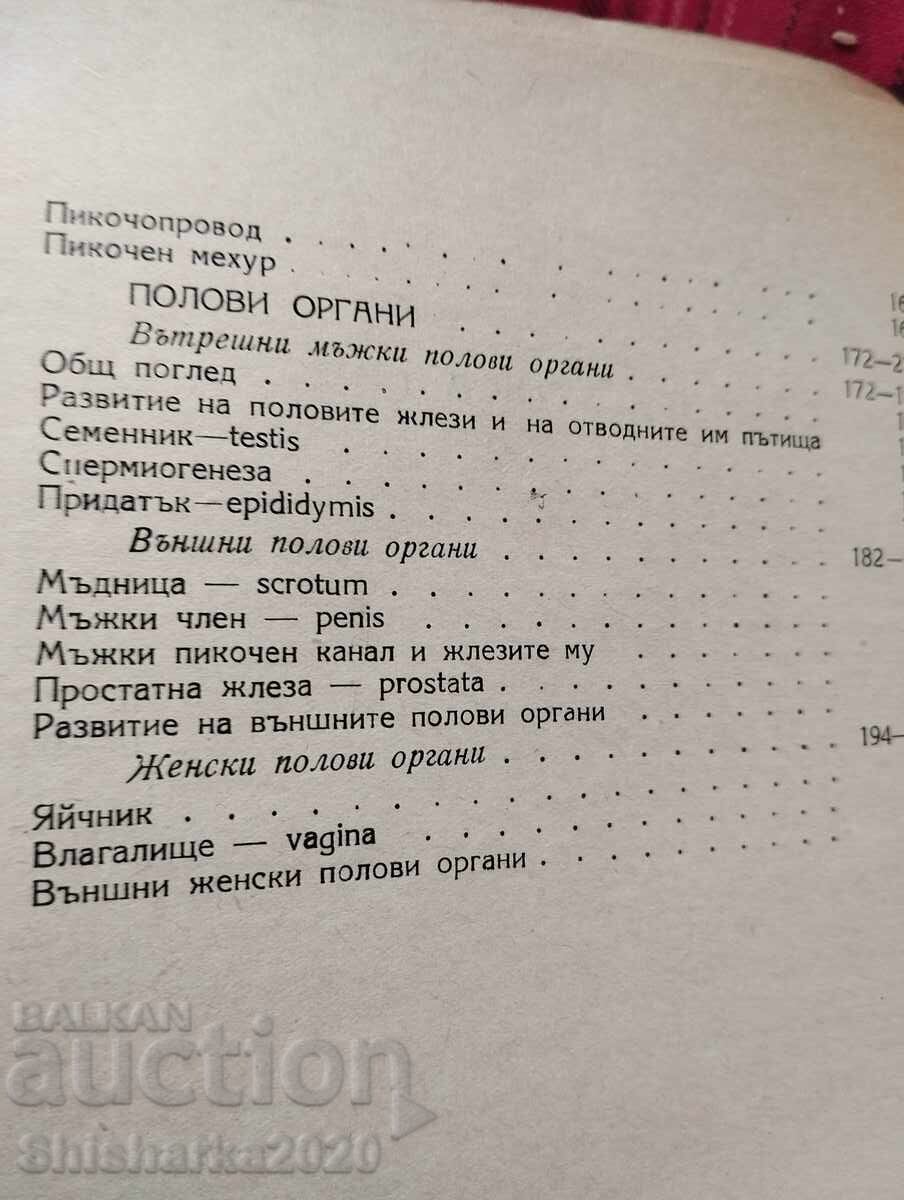 Пикочопровод . . . . . . . . . . . . .
Пикочен мехур . . . . . . . . . . . .
ПОЛОВИ ОРГАНИ . . . . . . . . . 172—
Вътрешни мъжки полови органи . . . . . . 172—
Общ поглед . . . . . . . . . . . . .
Развитие на половите жлези и на отводните им пътища
Семенник—testis . . . . . . . . . . . .
Спермиогенеза . . . . . . . . . . . . .
Придатък—epididymis . . . . . . . . . . .
Външни полови органи . . . . . . . . . . . 182—
Мъдница — scrotum . . . . . . . . . . . .
Мъжки член — penis . . . . . . . . . . .
Мъжки пикочен канал и жлезите му . . . . . .
Простатна жлеза — prostata . . . . . . . . .
Развитие на външните полови органи . . . . . .
Женски полови органи . . . . . . . . . . . 194—
Яйчник . . . . . . . . . . . . . . . .
Влагалище — vagina . . . . . . . . . . .
Външни женски полови органи . . . . . . . .
BALKAN
auction
Shisharka2020